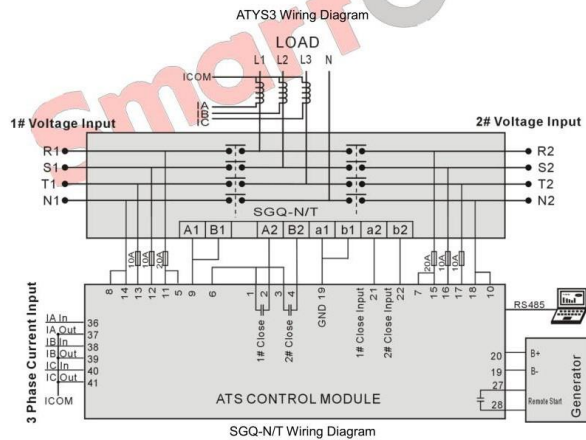 ATYS3 Wiring Diagram
Smart
LOAD
L1 L2 L3 N
ICOM
IA
IB
IC
1# Voltage Input
2# Voltage Input
R1 R2
S1 S2
T1 T2
N1 N2
SGQ-N/T
A1 B1 A2 B2 a1 b1 a2 b2
10A 10A 20A
20A 10A 10A
8 14 13 12 11 5 9 6 1 2 3 4 GND 19 21 22 7 15 16 17 18 10
1# Close
2# Close
1# Close Input
2# Close Input
RS485
3 Phase Current Input
IA In 36
IA Out 37
IB In 38
IB Out 39
IC In 40
IC Out 41
ICOM
ATS CONTROL MODULE
20 B+
19 B-
27
28
Remote Start
Generator
SGQ-N/T Wiring Diagram